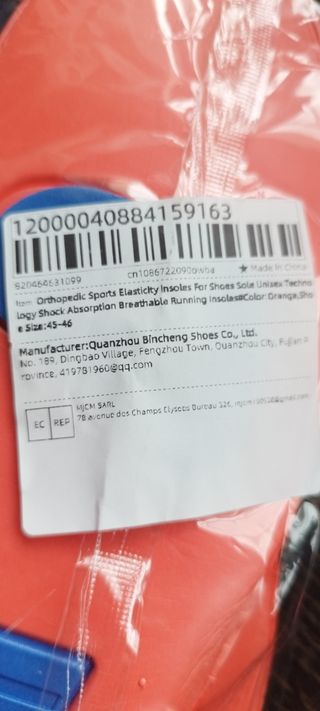 12000040884159163
820464631099 cn1086722090owba ★ Made In China
Item: Orthopedic Sports Elasticity Insoles For Shoes Sole Unisex Techno
logy Shock Absorption Breathable Running Insoles#Color:Orange,Sho
e Size:45-46
Manufacturer:Quanzhou Bincheng Shoes Co., Ltd.
No. 189, Dingbao Village, Fengzhou Town, Quanzhou City, Fujian P
rovince, 419781960@qq.com
EC REP
MJCM SARL
78 avenue des Champs Elysees Bureau 326,